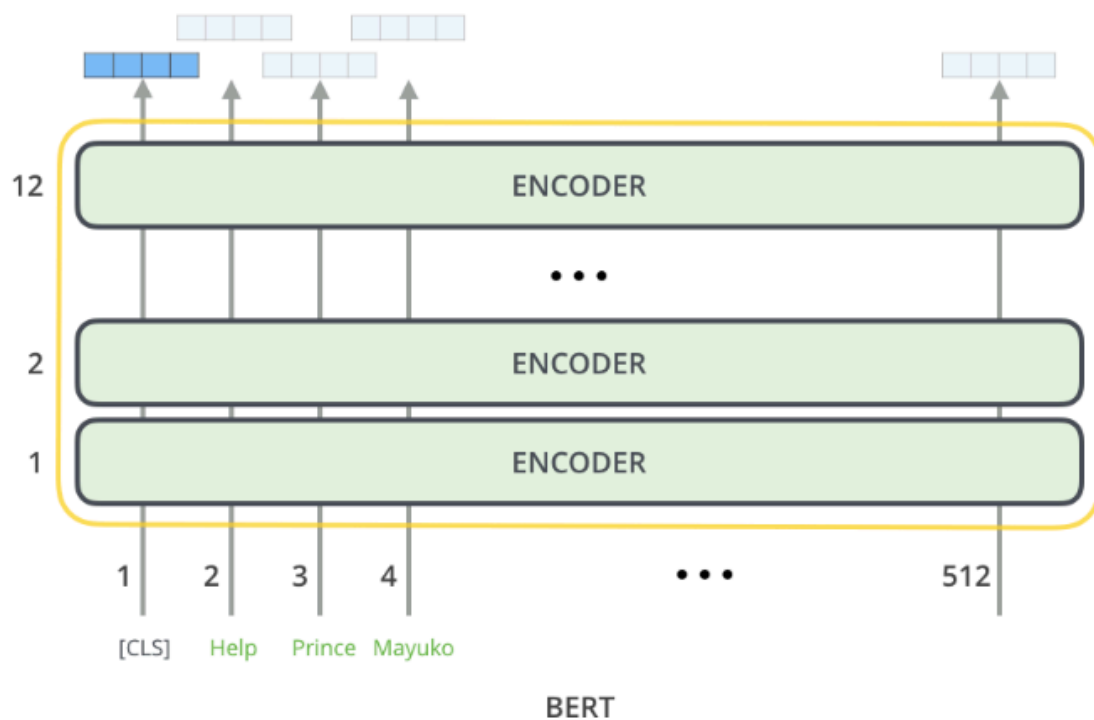 12 ENCODER
...
2 ENCODER
1 ENCODER
1 2 3 4 ... 512
[CLS] Help Prince Mayuko
BERT